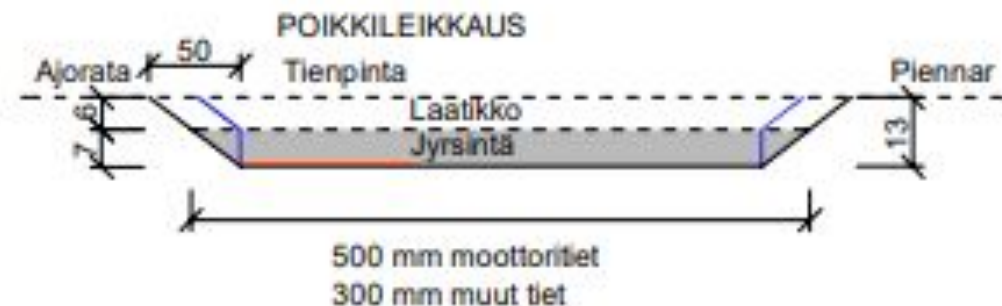 POIKKILEIKKAUS
50
Ajorata
Tienpinta
Piennar
6
Laatikko
7
Jyrsintä
13
500 mm moottoritiet
300 mm muut tiet